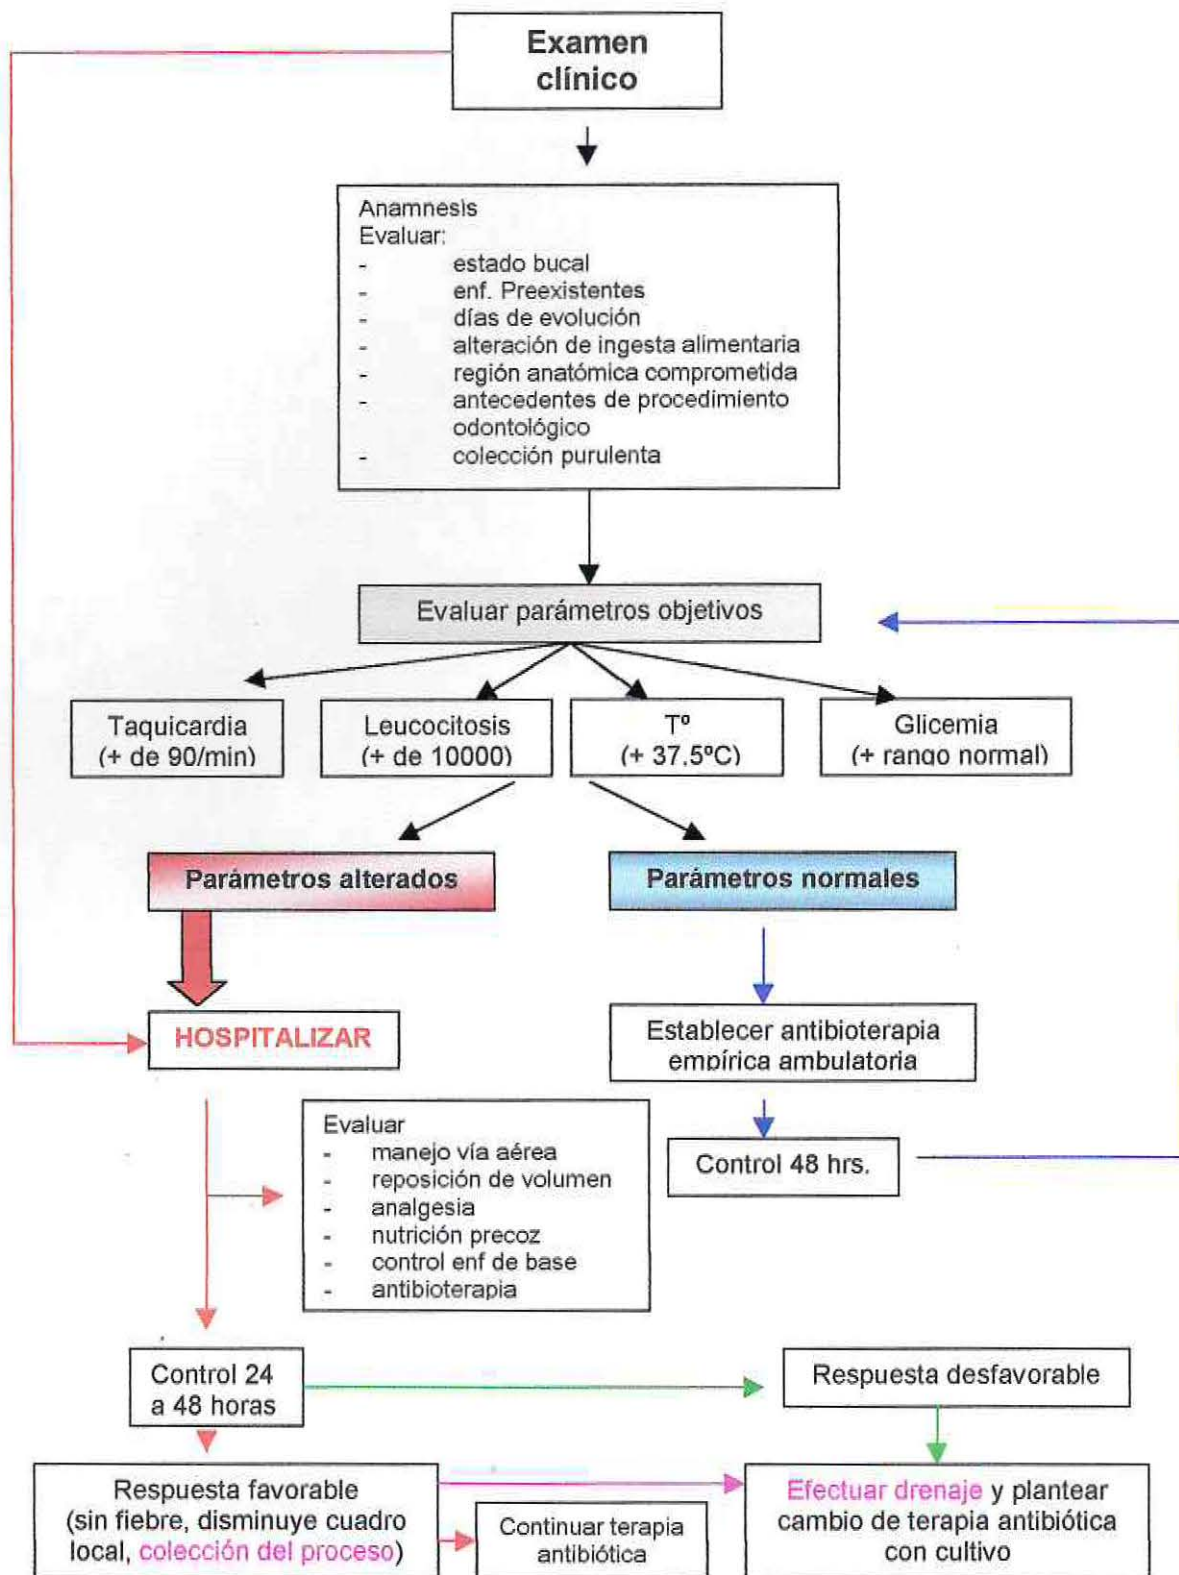 Examen
clínico
Anamnesis
Evaluar:
- estado bucal
- enf. Preexistentes
- días de evolución
- alteración de ingesta alimentaria
- región anatómica comprometida
- antecedentes de procedimiento
odontológico
- colección purulenta
Evaluar parámetros objetivos
Taquicardia
(+ de 90/min)
Leucocitosis
(+ de 10000)
Tº
(+ 37,5ºC)
Glicemia
(+ rango normal)
Parámetros alterados
Parámetros normales
HOSPITALIZAR
Establecer antibioterapia
empírica ambulatoria
Evaluar
- manejo vía aérea
- reposición de volumen
- analgesia
- nutrición precoz
- control enf de base
- antibioterapia
Control 48 hrs.
Control 24
a 48 horas
Respuesta desfavorable
Respuesta favorable
(sin fiebre, disminuye cuadro
local, colección del proceso)
Continuar terapia
antibiótica
Efectuar drenaje y plantear
cambio de terapia antibiótica
con cultivo